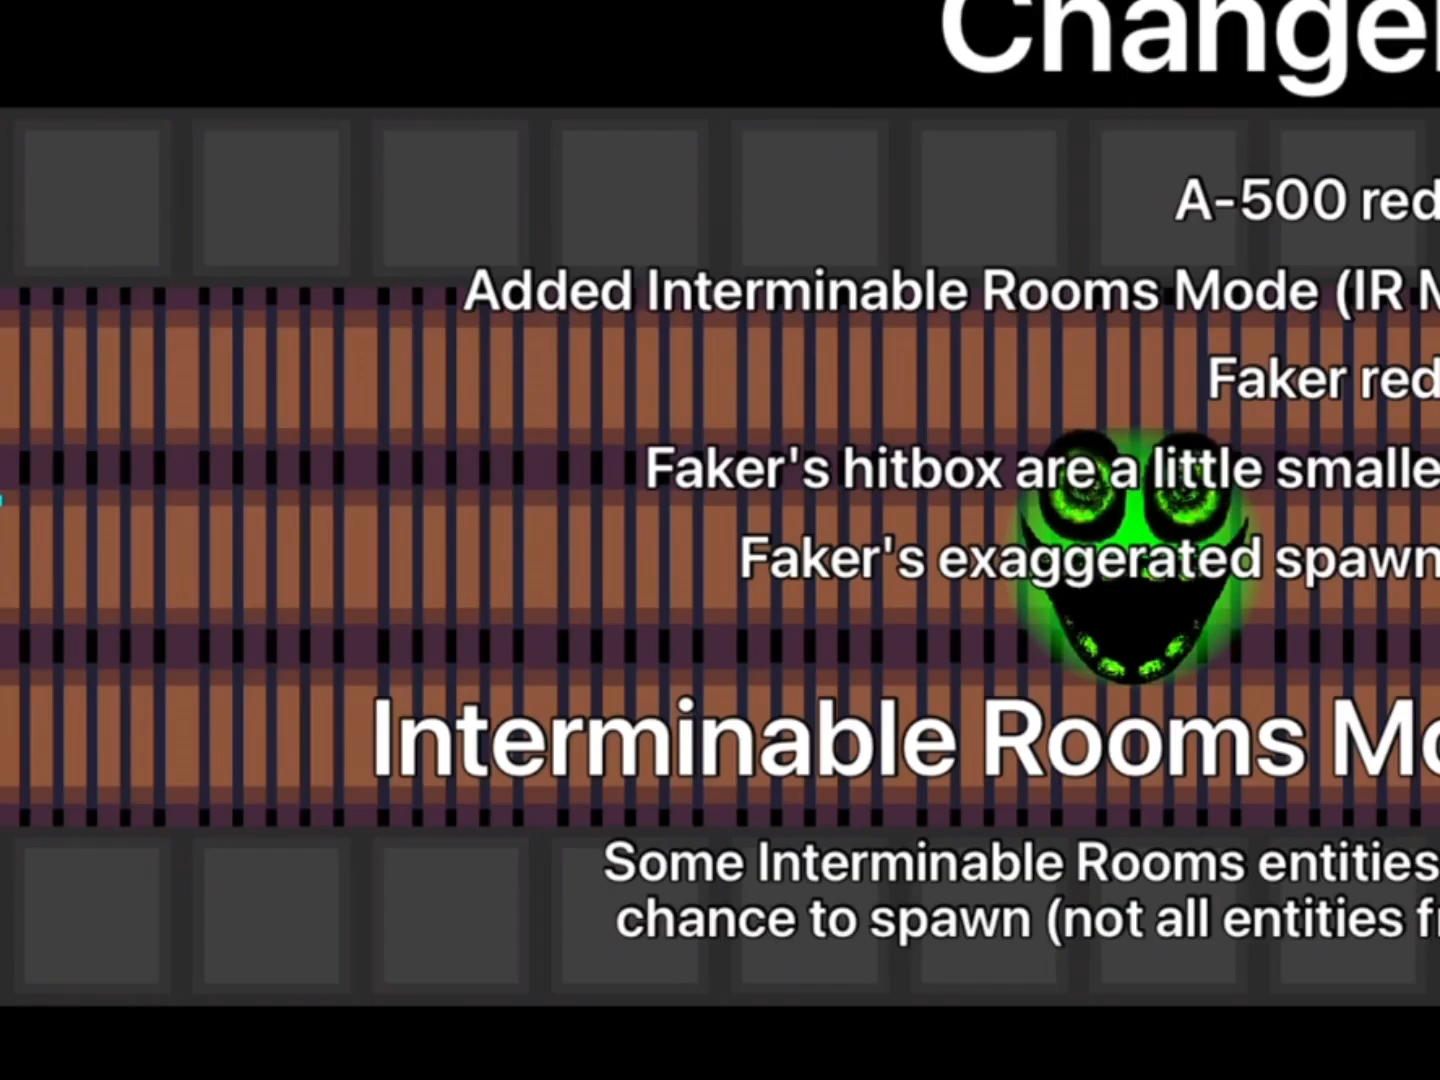 Change
A-500 red
Added Interminable Rooms Mode (IR M
Faker red
Faker's hitbox are a little smalle
Faker's exaggerated spawn
Interminable Rooms Mo
Some Interminable Rooms entities
chance to spawn (not all entities fr